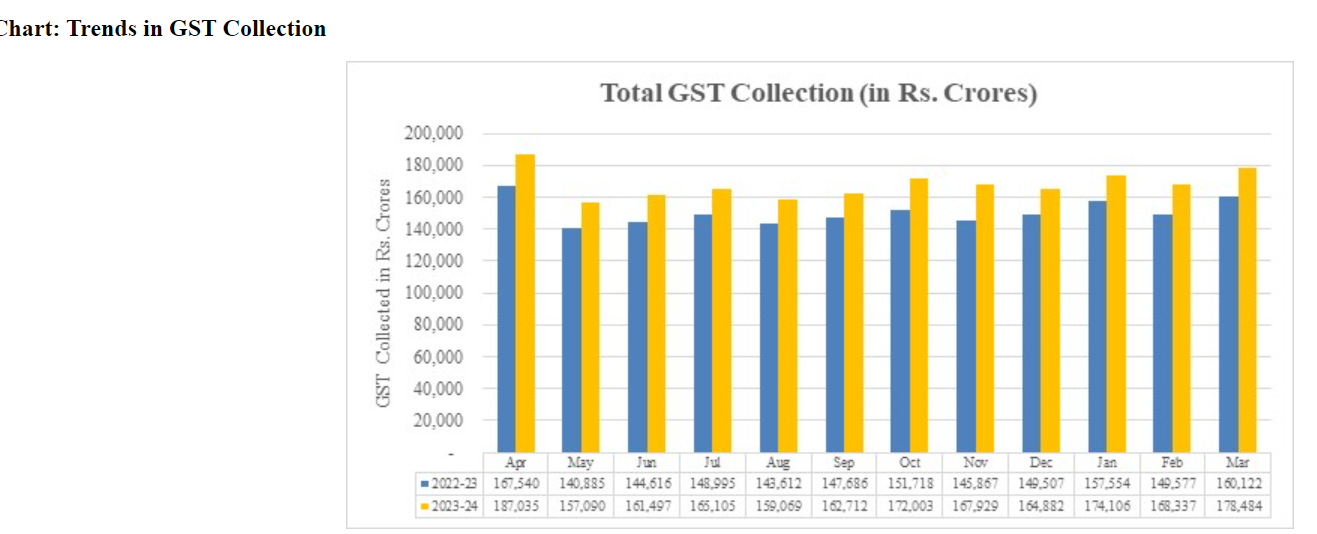 Chart: Trends in GST Collection
Total GST Collection (in Rs. Crores)
GST Collected in Rs. Crores
200,000
180,000
160,000
140,000
120,000
100,000
80,000
60,000
40,000
20,000
-
Apr May Jun Jul Aug Sep Oct Nov Dec Jan Feb Mar
2022-23 167,540 140,885 144,616 148,995 143,612 147,686 151,718 145,867 149,507 157,554 149,577 160,122
2023-24 187,035 157,090 161,497 165,105 159,069 162,712 172,003 167,929 164,882 174,106 168,337 178,484